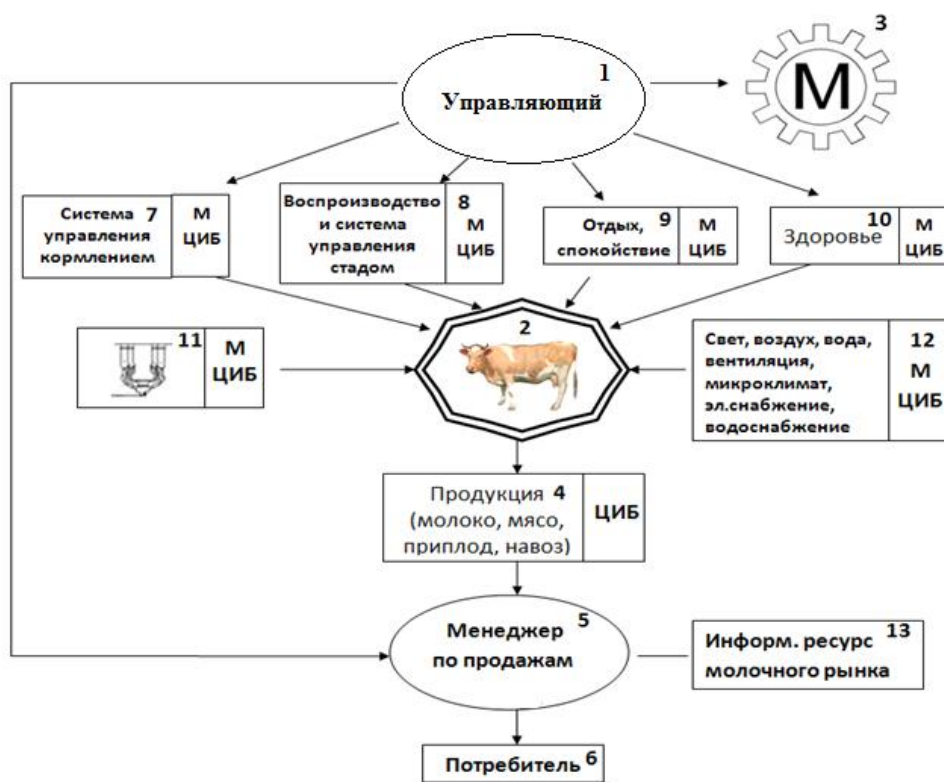 3
1
Управляющий
М
Система 7
управления
кормлением
М
ЦИБ
Воспроизводство
и система
управления
стадом
8
М
ЦИБ
Отдых, 9
спокойствие
М
ЦИБ
10
Здоровье
М
ЦИБ
11
М
ЦИБ
2
Свет, воздух, вода,
вентиляция,
микроклимат,
эл.снабжение,
водоснабжение
12
М
ЦИБ
Продукция 4
(молоко, мясо,
приплод, навоз)
ЦИБ
5
Менеджер
по продажам
Информ. ресурс 13
молочного рынка
Потребитель 6